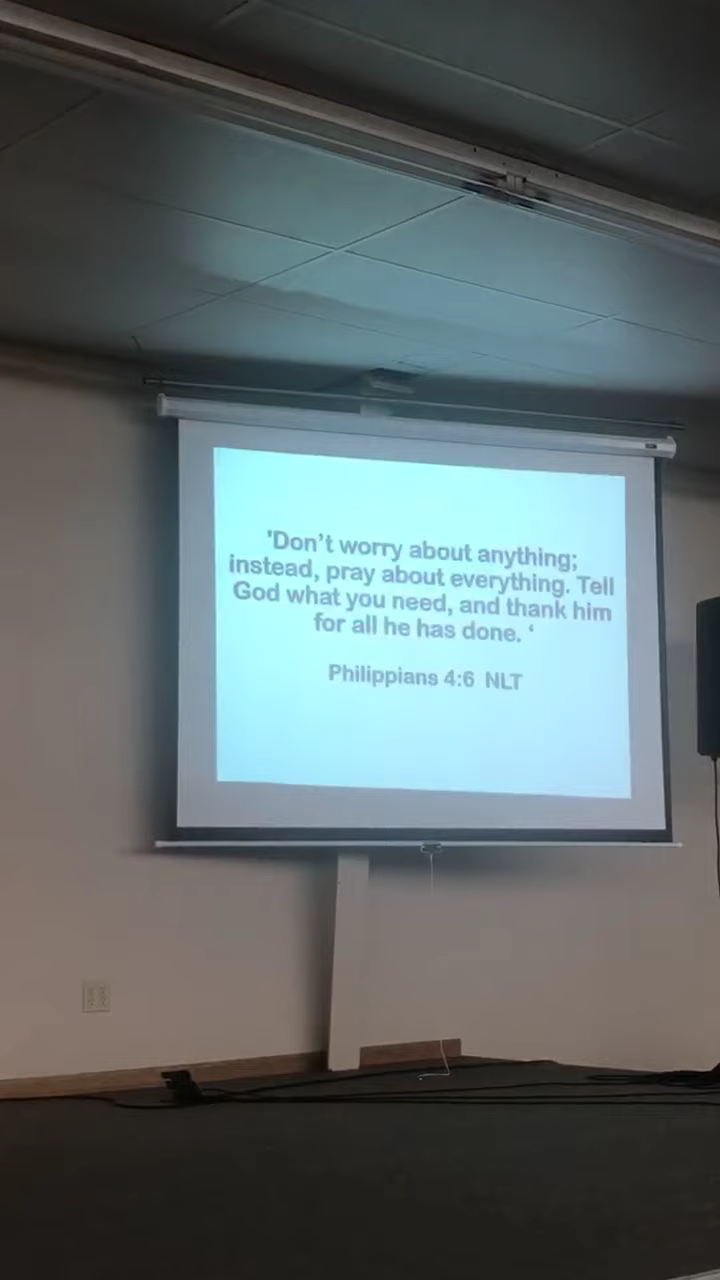 'Don’t worry about anything;
instead, pray about everything. Tell
God what you need, and thank him
for all he has done. ‘
Philippians 4:6 NLT